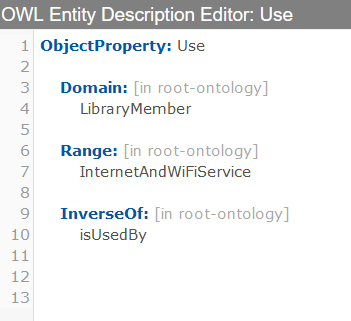 OWL Entity Description Editor: Use
1 ObjectProperty: Use
2
3 Domain: [in root-ontology]
4 LibraryMember
5
6 Range: [in root-ontology]
7 InternetAndWiFiService
8
9 InverseOf: [in root-ontology]
10 isUsedBy
11
12
13